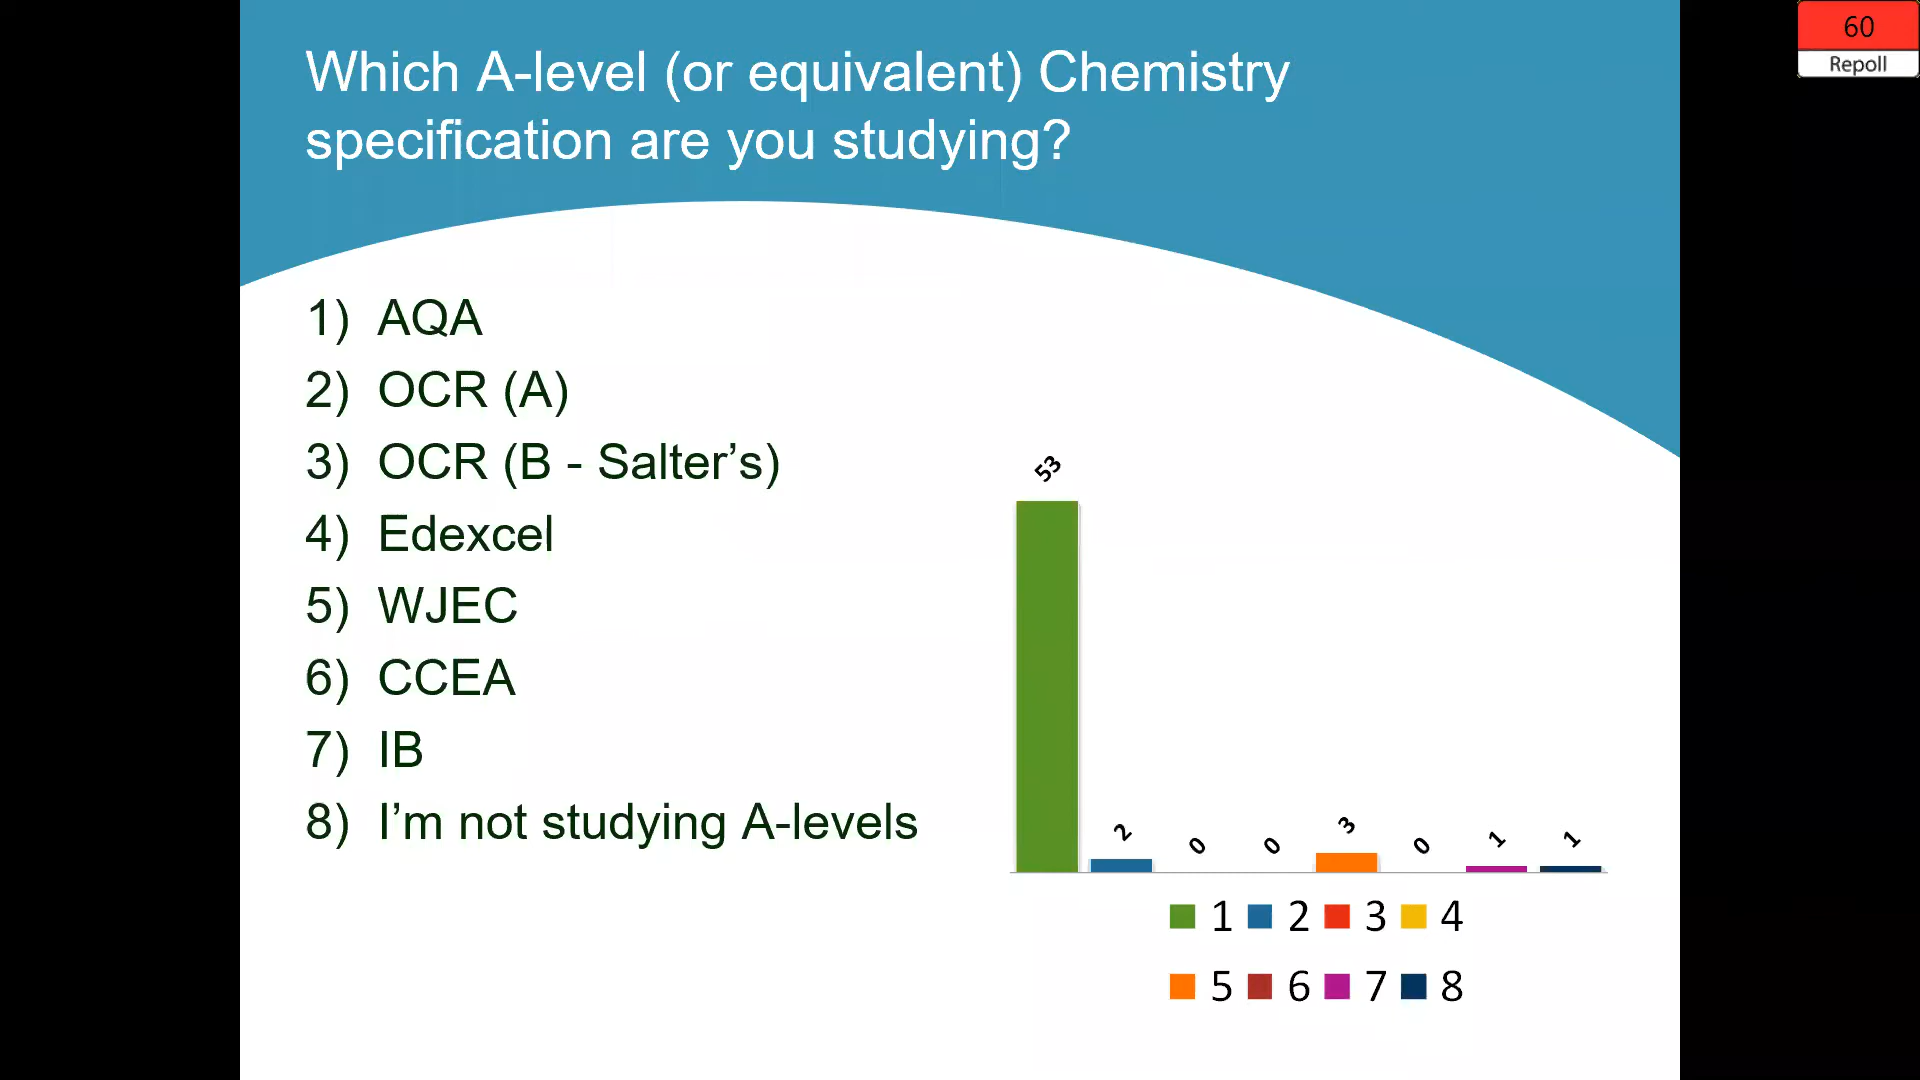 Which A-level (or equivalent) Chemistry
specification are you studying?
60
Repoll
1) AQA
2) OCR (A)
3) OCR (B - Salter’s)
4) Edexcel
5) WJEC
6) CCEA
7) IB
8) I’m not studying A-levels
53 2 0 0 3 0 1 1
1 2 3 4
5 6 7 8